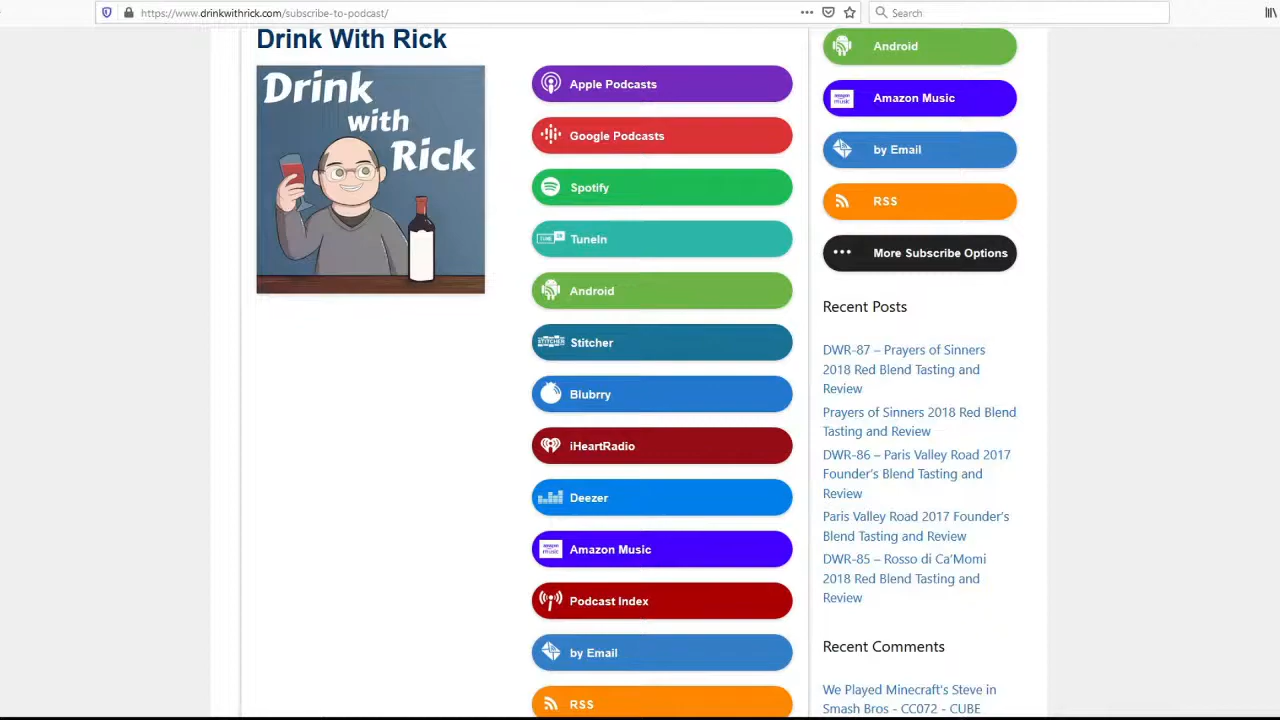 https://www.drinkwithrick.com/subscribe-to-podcast/
Search
Drink With Rick
Drink
with
Rick
Apple Podcasts
Google Podcasts
Spotify
TuneIn
Android
STITCHER Stitcher
Blubrry
iHeartRadio
Deezer
amazon music Amazon Music
Podcast Index
by Email
RSS
Android
amazon music Amazon Music
by Email
RSS
More Subscribe Options
Recent Posts
DWR-87 – Prayers of Sinners
2018 Red Blend Tasting and
Review
Prayers of Sinners 2018 Red Blend
Tasting and Review
DWR-86 – Paris Valley Road 2017
Founder’s Blend Tasting and
Review
Paris Valley Road 2017 Founder’s
Blend Tasting and Review
DWR-85 – Rosso di Ca’Momi
2018 Red Blend Tasting and
Review
Recent Comments
We Played Minecraft's Steve in
Smash Bros - CC072 - CUBE